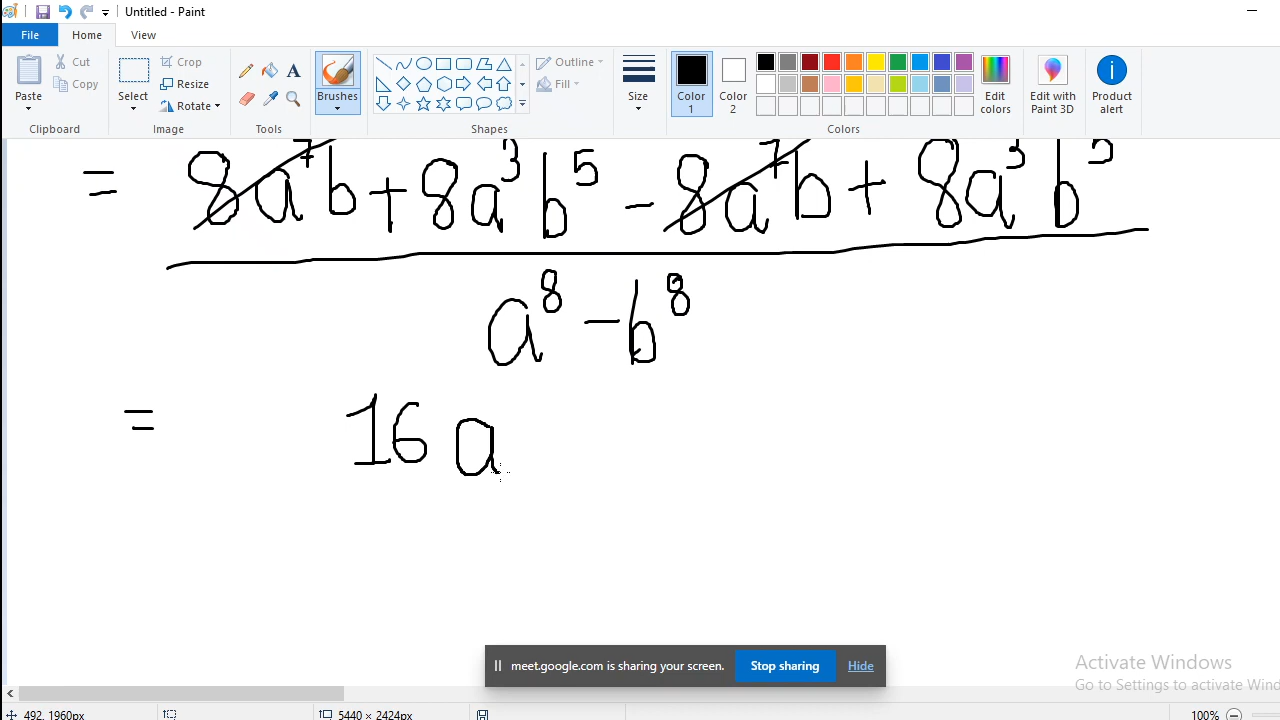 Untitled - Paint
File Home View
Paste Cut Copy Clipboard
Select Crop Resize Rotate Image
A Tools
Brushes
Outline Fill Shapes
Size
Color 1 Color 2 Edit colors Colors
Edit with Paint 3D
Product alert
= 8a⁷b + 8a³b⁵ - 8a⁷b + 8a³b⁵
a⁸ - b⁸
= 16 a
meet.google.com is sharing your screen. Stop sharing Hide
Activate Windows
Go to Settings to activate Wind
492, 1960px 5440 × 2424px 100%